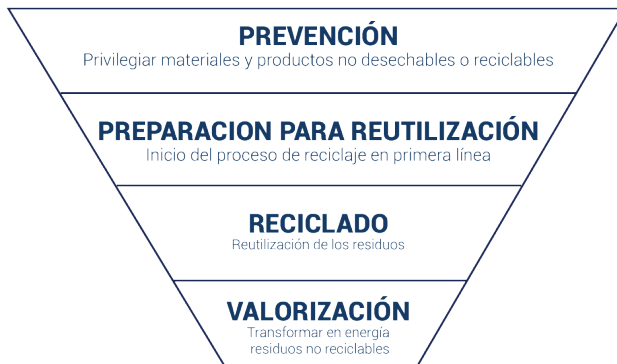 PREVENCIÓN
Privilegiar materiales y productos no desechables o reciclables
PREPARACION PARA REUTILIZACIÓN
Inicio del proceso de reciclaje en primera línea
RECICLADO
Reutilización de los residuos
VALORIZACIÓN
Transformar en energía
residuos no reciclables